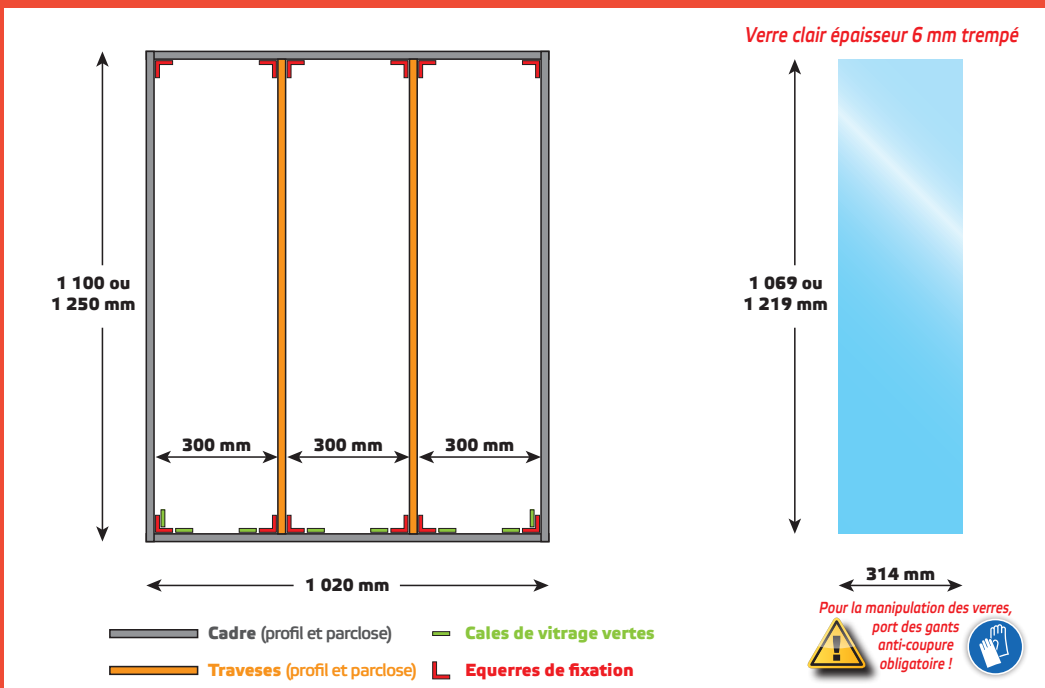 Verre clair épaisseur 6 mm trempé
1 100 ou
1 250 mm
1 069 ou
1 219 mm
300 mm
300 mm
300 mm
1 020 mm
314 mm
Cadre (profil et parclose)
Cales de vitrage vertes
Traveses (profil et parclose)
Equerres de fixation
Pour la manipulation des verres,
port des gants
anti-coupure
obligatoire !